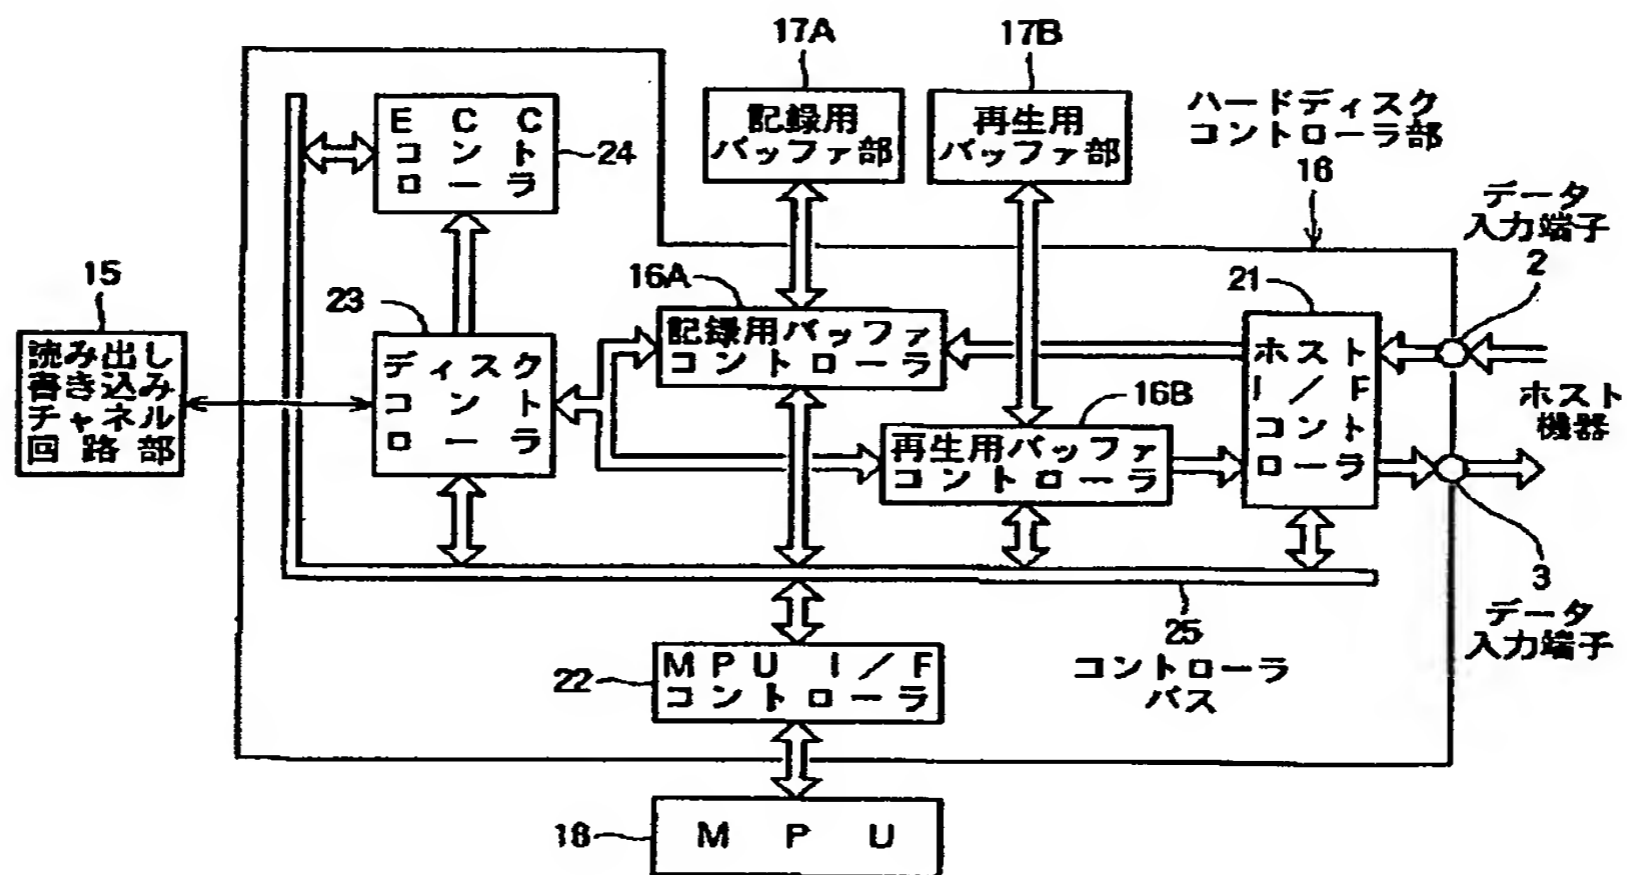 17A
17B
記録用
バッファ部
再生用
バッファ部
ハードディスク
コントローラ部
16
ECC
コント
ローラ
24
データ
入力端子
2
15
読み出し
書き込み
チャネル
回路部
23
ディスク
コント
ローラ
16A
記録用バッファ
コントローラ
21
ホスト
I/F
コント
ローラ
ホスト
機器
16B
再生用バッファ
コントローラ
3
データ
入力端子
25
コントローラ
バス
22
MPU I/F
コントローラ
18
MPU